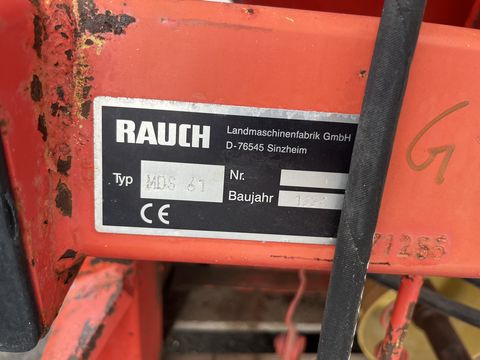 RAUCH
Landmaschinenfabrik GmbH
D-76545 Sinzheim
Typ MDS 61 Nr.
Baujahr
CE
G
71255